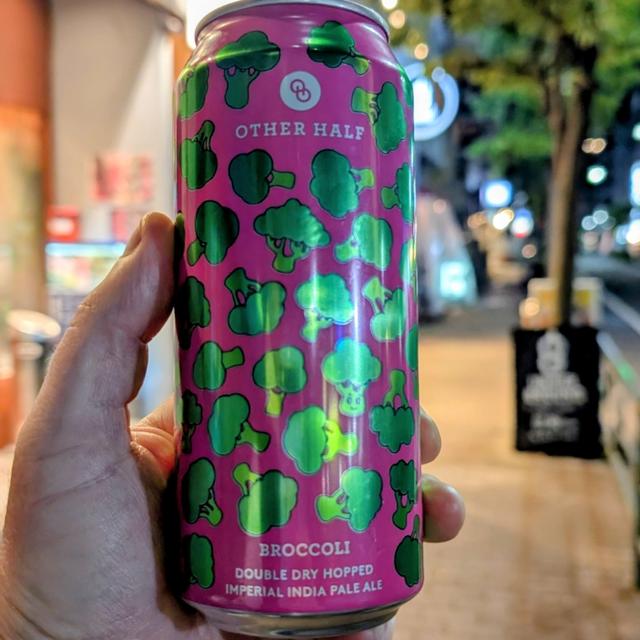 OTHER HALF
BROCCOLI
DOUBLE DRY HOPPED
IMPERIAL INDIA PALE ALE